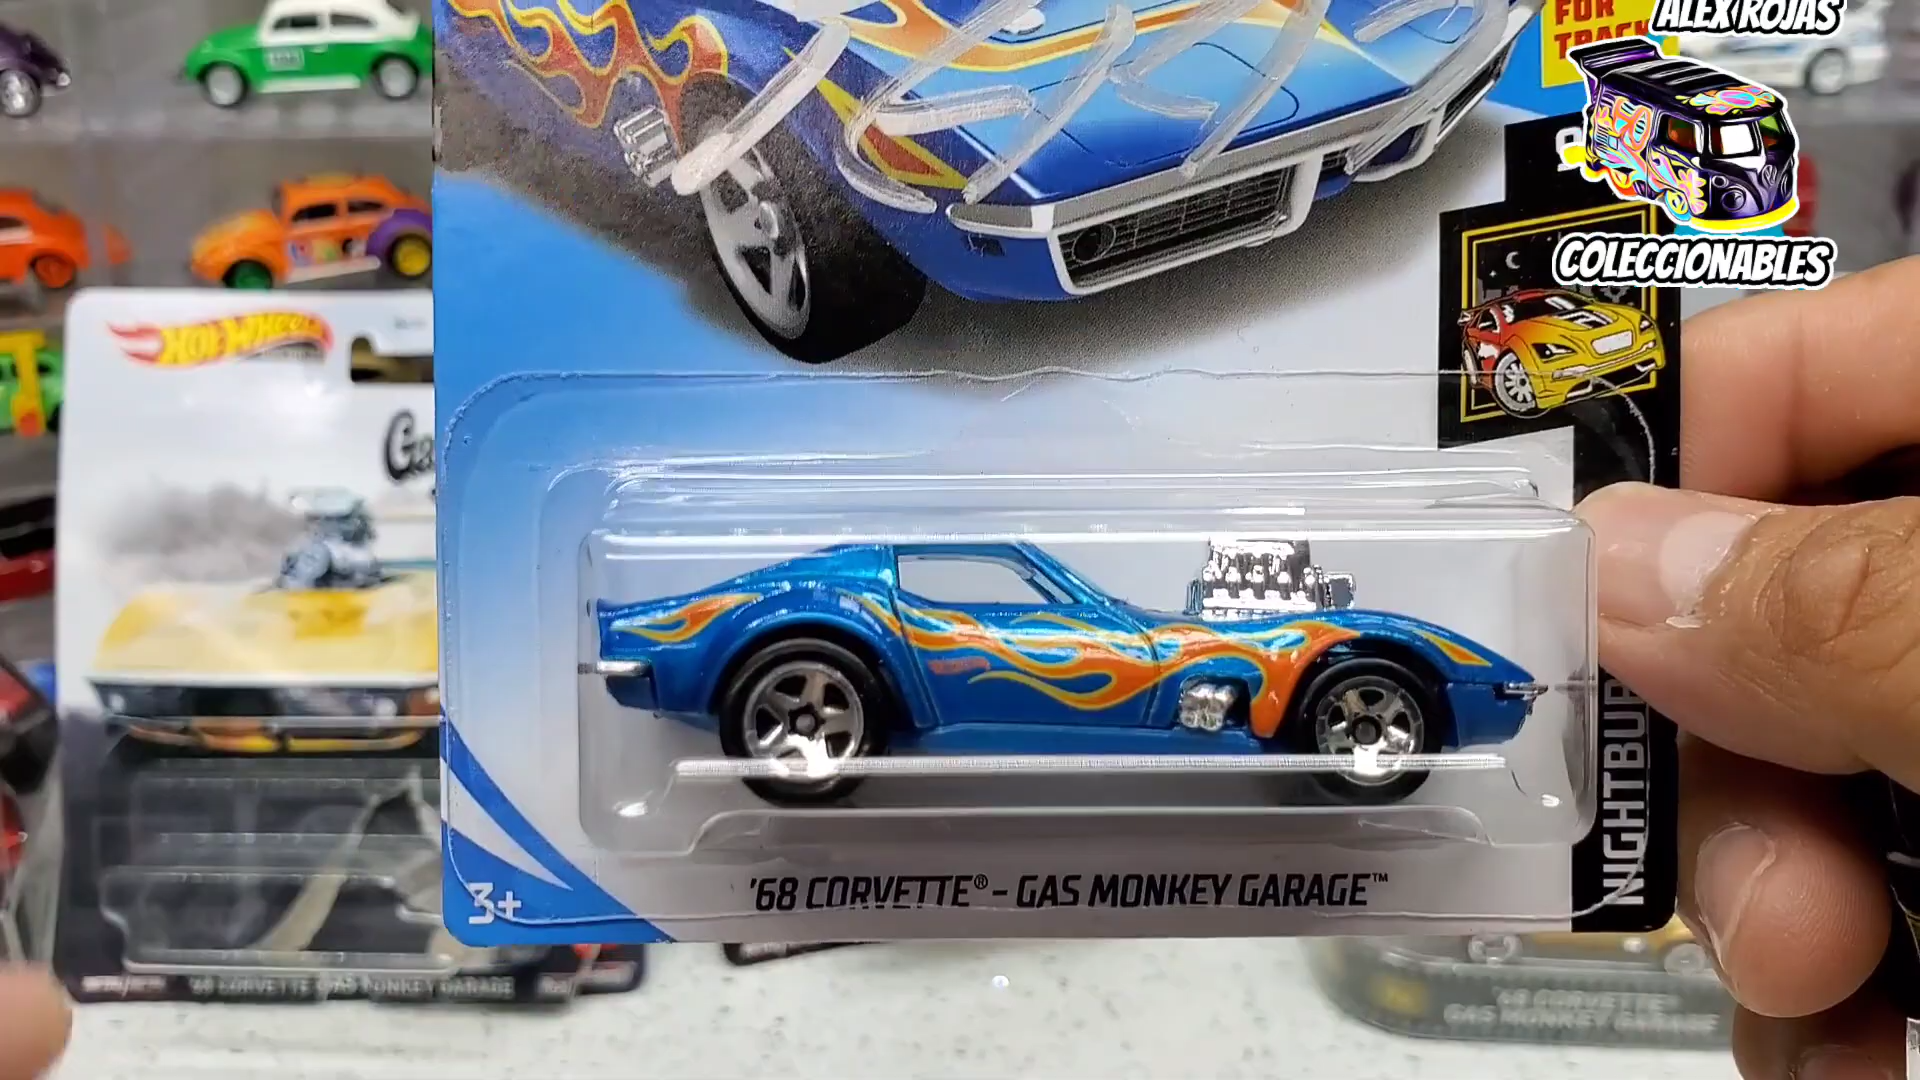 FOR
TRACK
ALEX ROJAS
COLECCIONABLES
HOT WHEELS
Ga
NIGHTBUR
3+
'68 CORVETTE® - GAS MONKEY GARAGE™
'68 CORVETTE - GAS MONKEY GARAGE
'68 CORVETTE
GAS MONKEY GARAGE